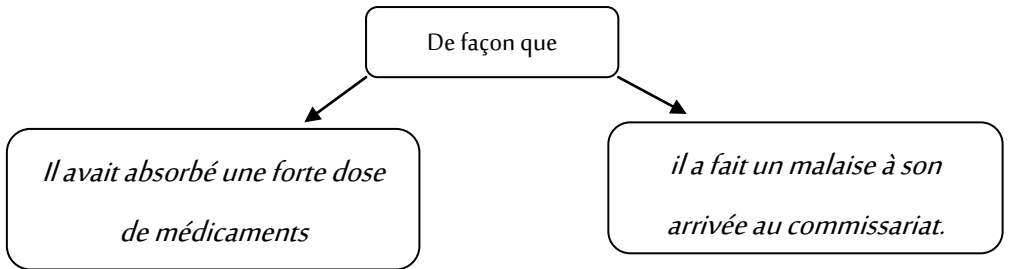 De façon que
Il avait absorbé une forte dose
de médicaments
il a fait un malaise à son
arrivée au commissariat.